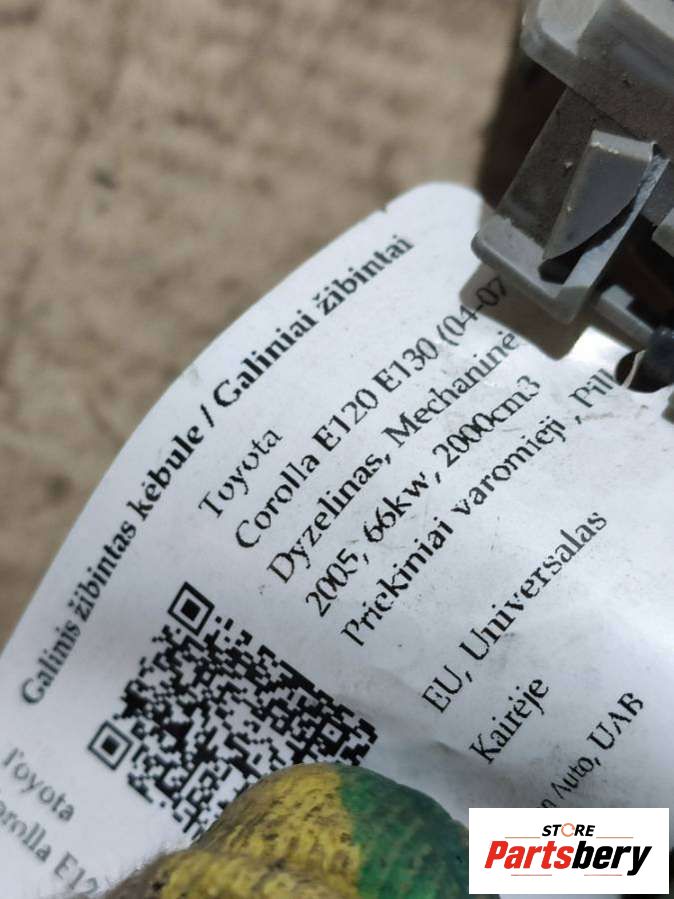 Galinis žibintas kėbule / Galiniai žibintai
Toyota
Corolla E120 E130 (04-07
Dyzelinas, Mechaninė
2005, 66kw, 2000cm3
Priekiniai varomieji , Pil
EU, Universalas
Kairėje
Auto, UAB
Toyota
Corolla E12
STORE
Partsbery